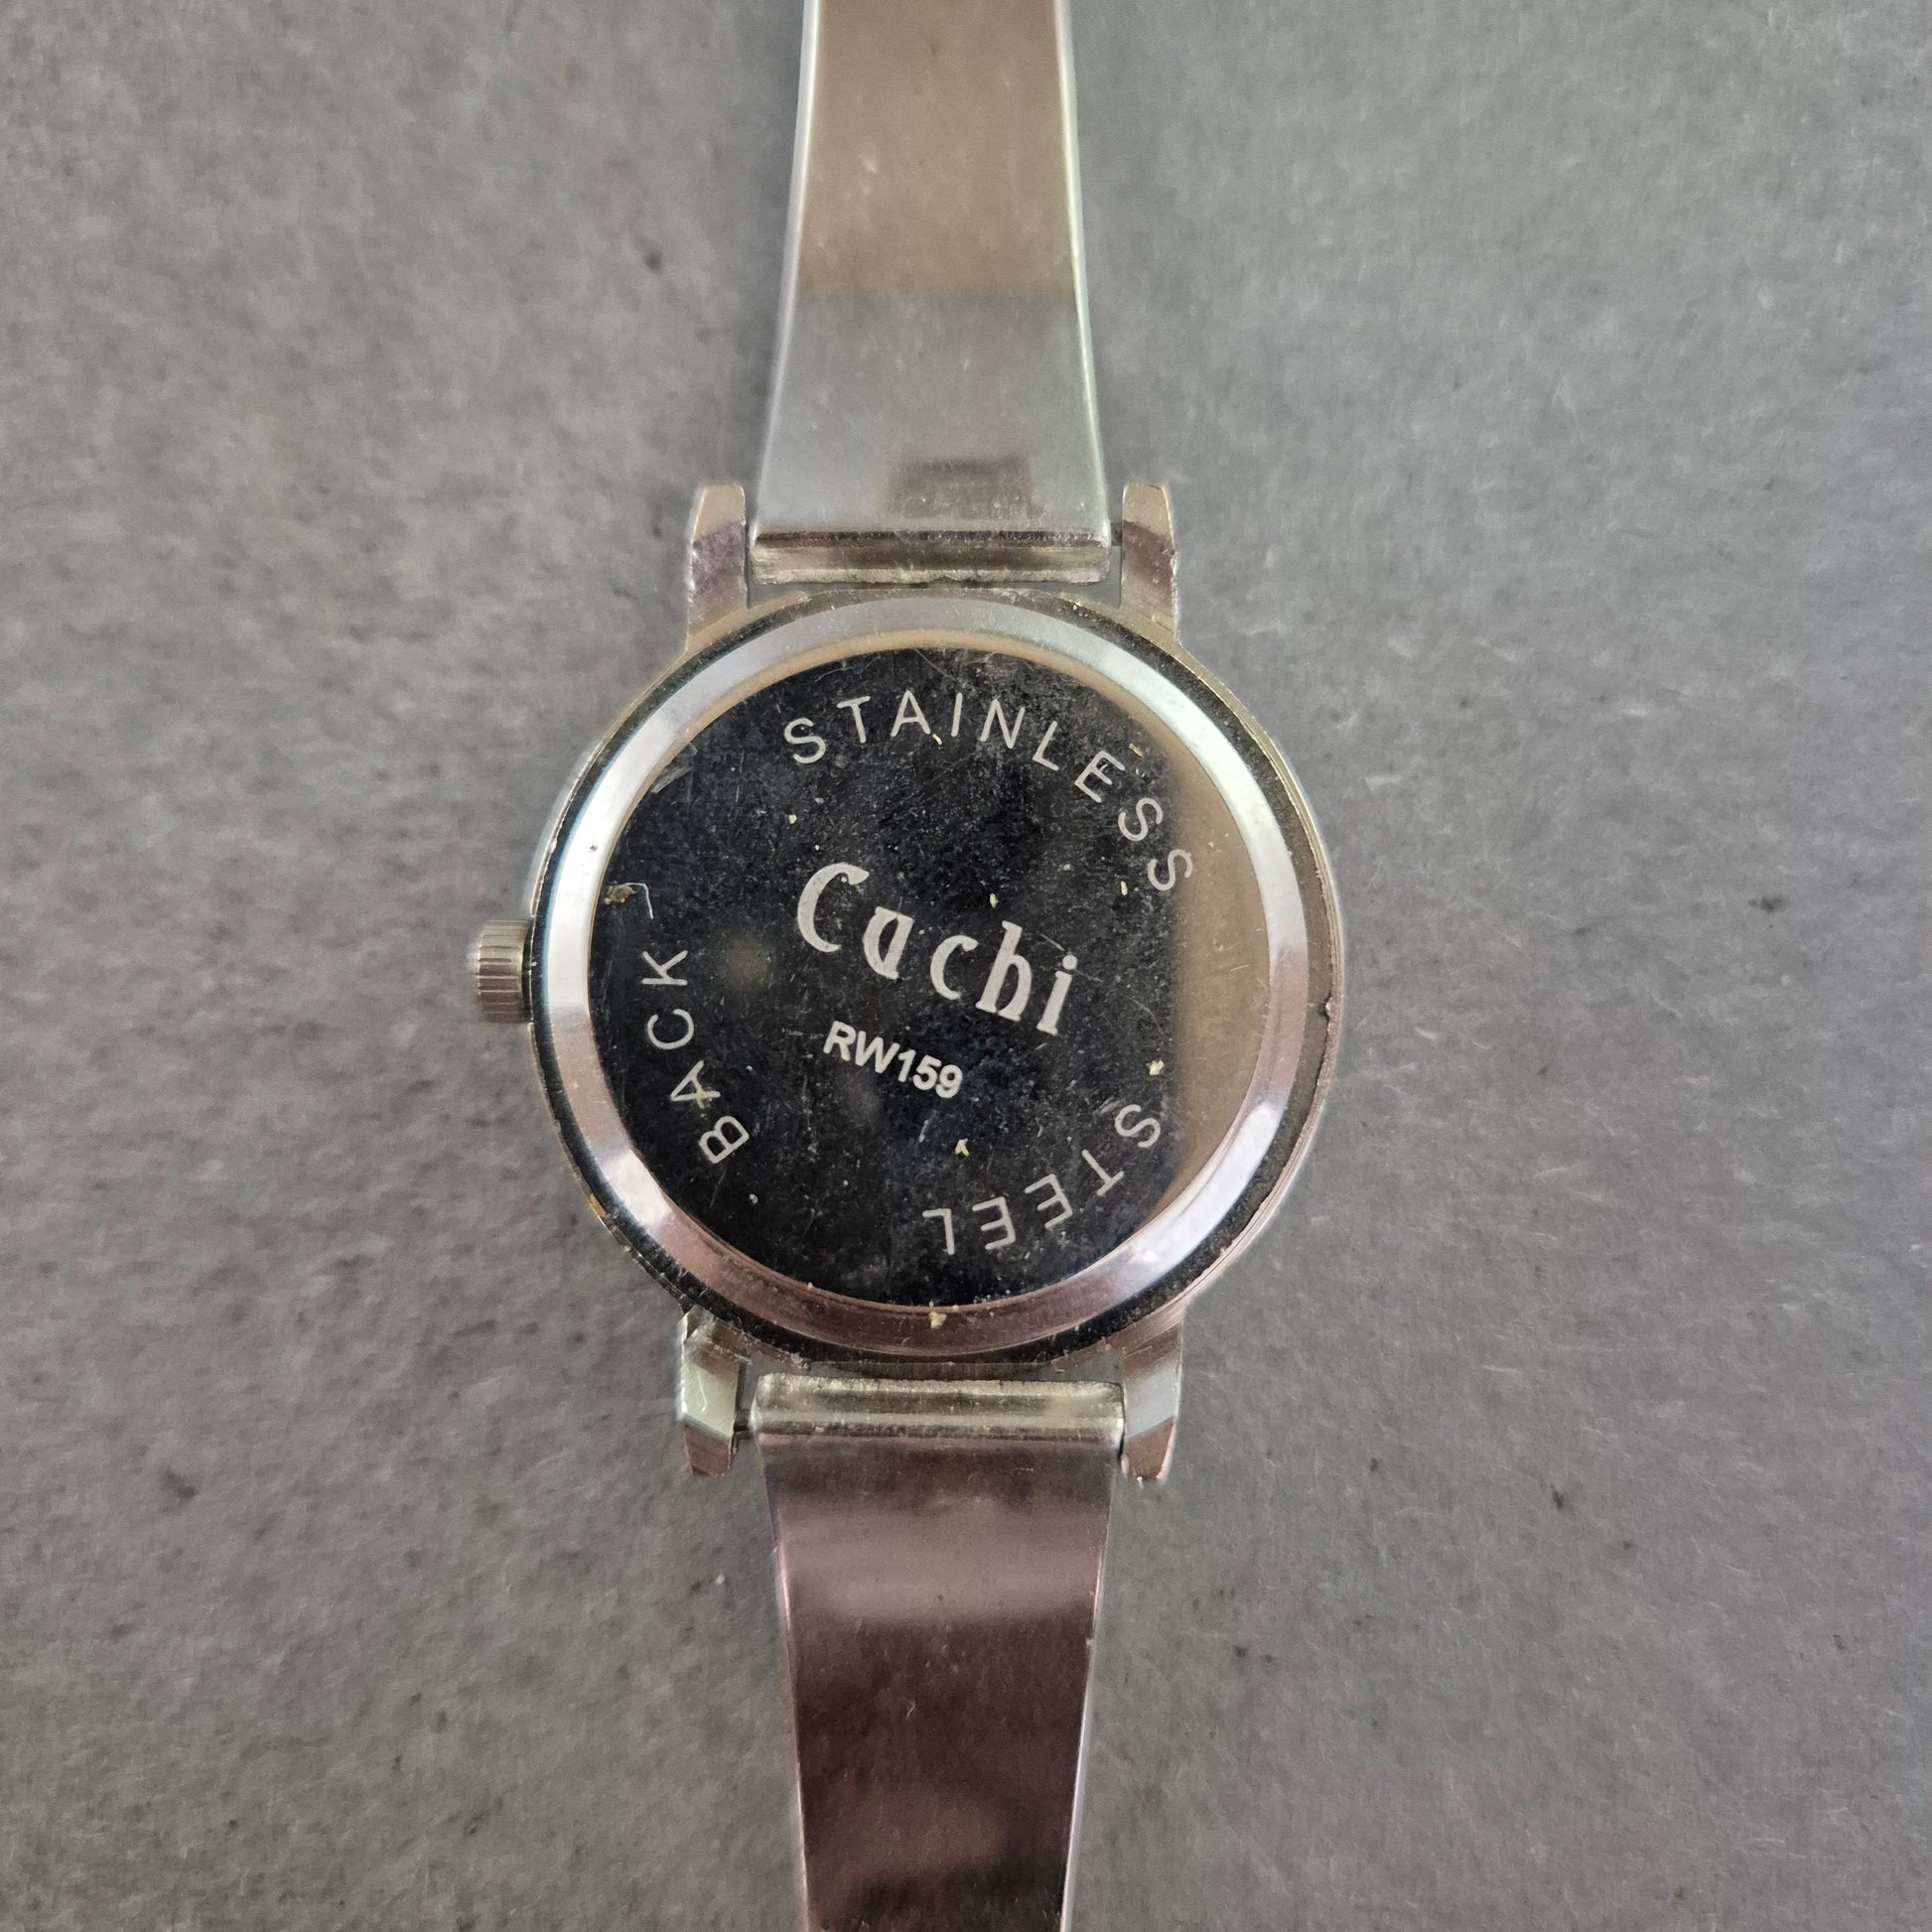 STAINLESS
STEEL
BACK
Cachi
RW159